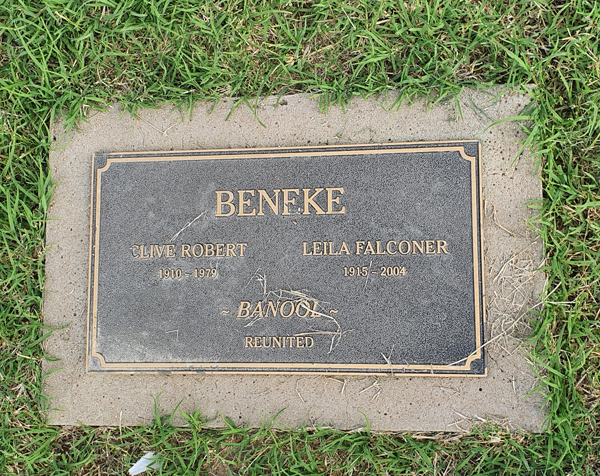 BENEKE
CLIVE ROBERT LEILA FALCONER
1910 - 1979 1915 - 2004
~ BANOOL ~
REUNITED